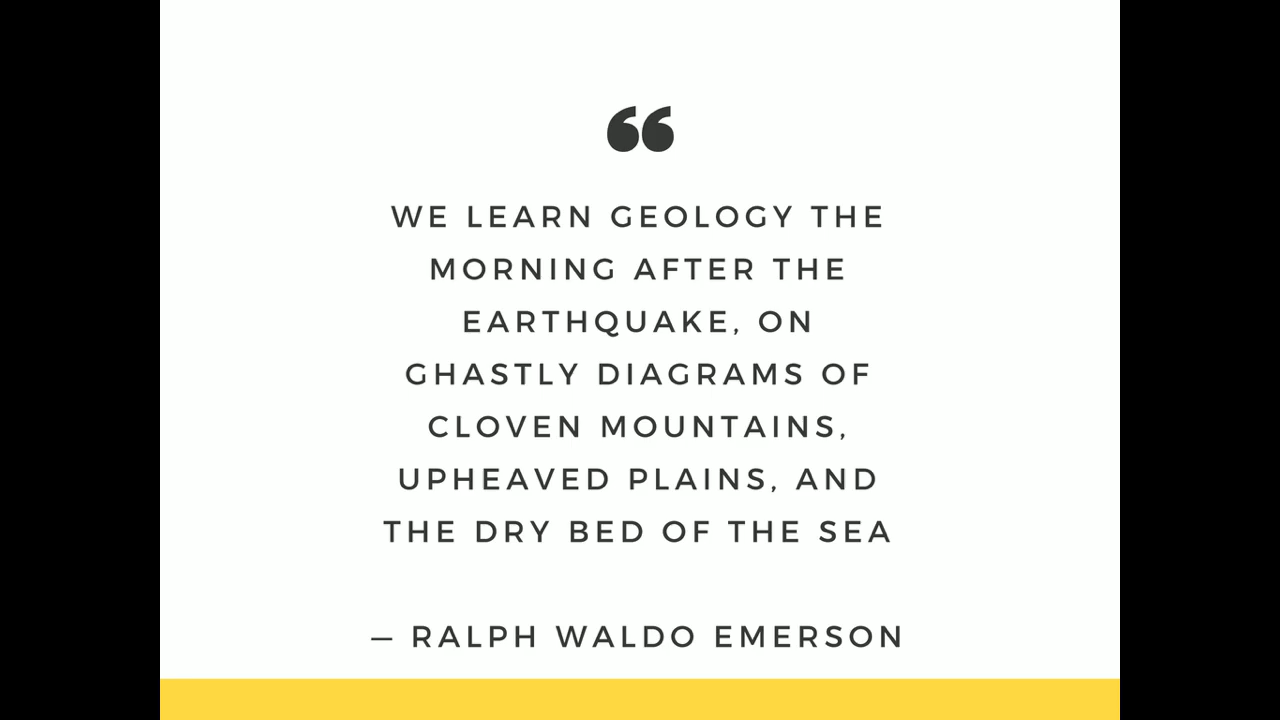 “
WE LEARN GEOLOGY THE
MORNING AFTER THE
EARTHQUAKE, ON
GHASTLY DIAGRAMS OF
CLOVEN MOUNTAINS,
UPHEAVED PLAINS, AND
THE DRY BED OF THE SEA
— RALPH WALDO EMERSON